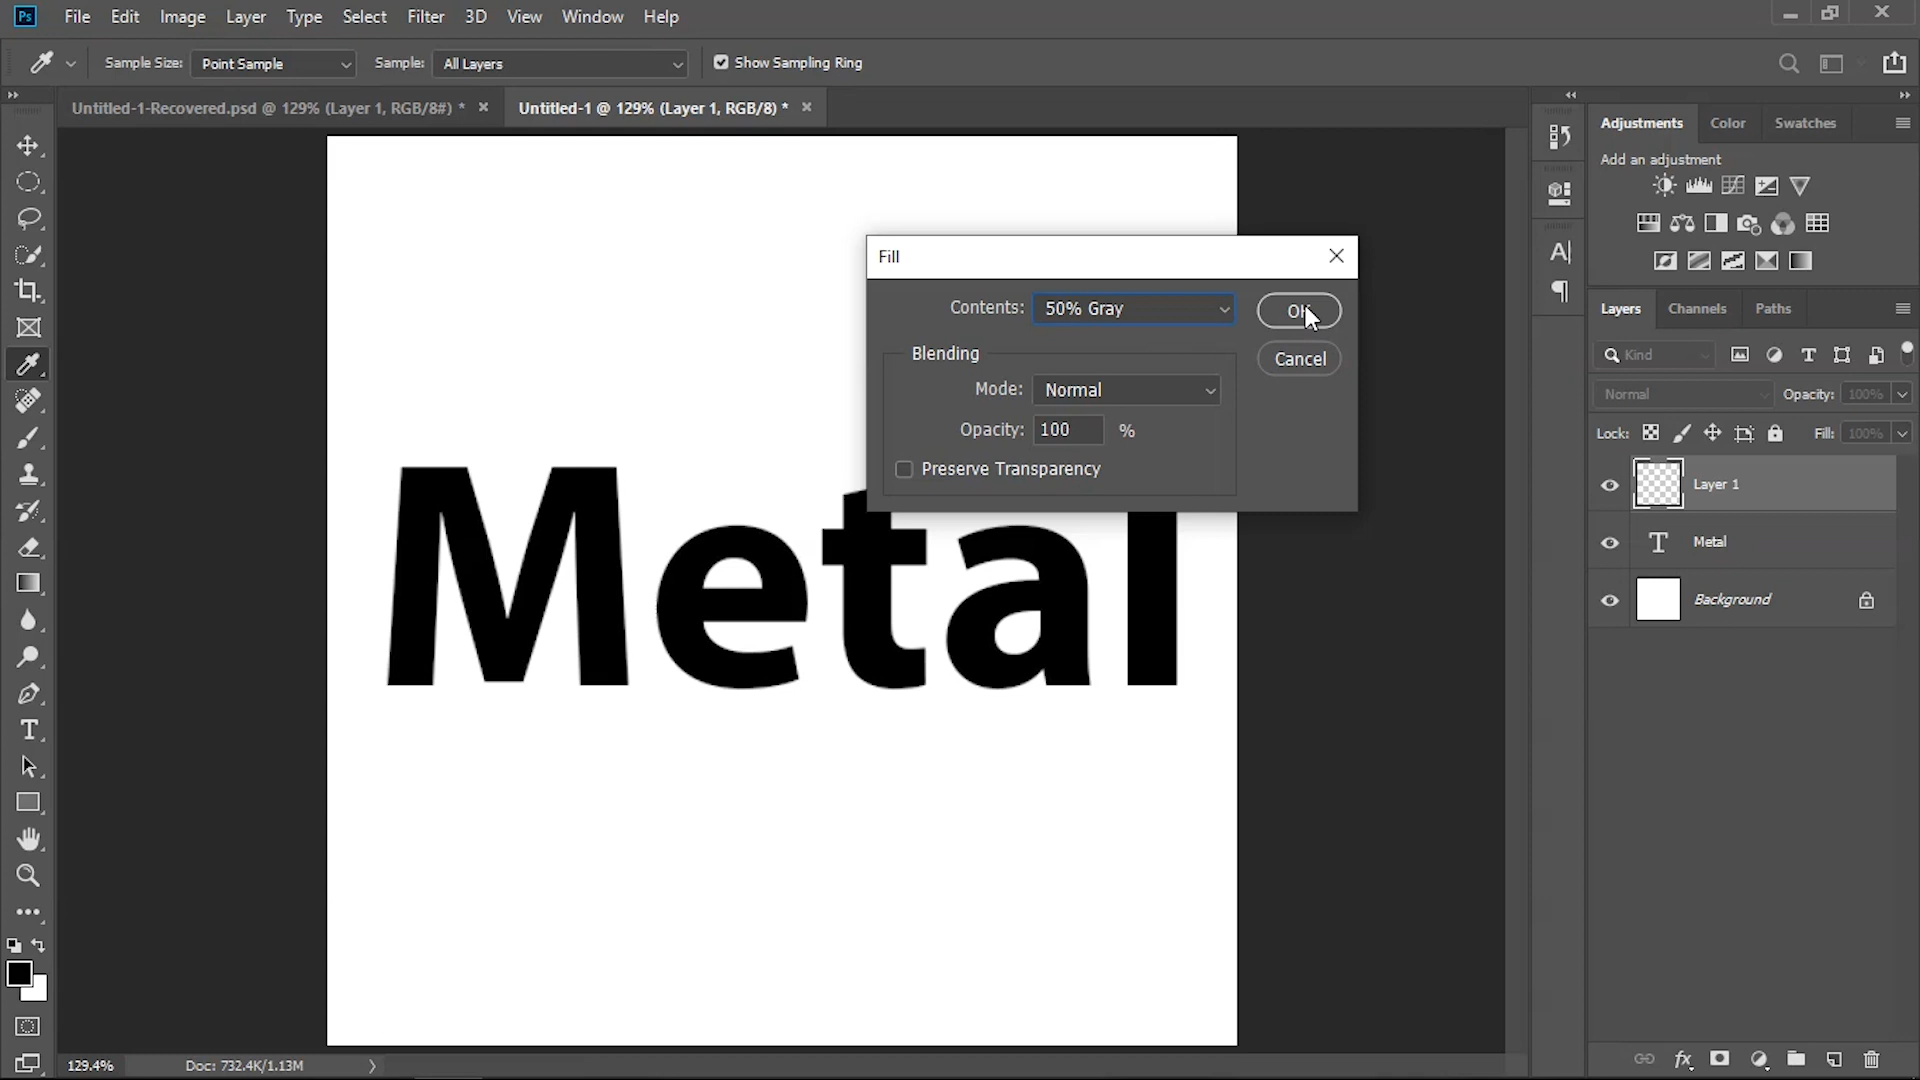 Ps File Edit Image Layer Type Select Filter 3D View Window Help
Sample Size: Point Sample Sample: All Layers Show Sampling Ring
Untitled-1-Recovered.psd @ 129% (Layer 1, RGB/8#) * Untitled-1 @ 129% (Layer 1, RGB/8) *
Adjustments Color Swatches
Add an adjustment
Fill
Contents: 50% Gray OK
Blending Cancel
Mode: Normal
Opacity: 100 %
Preserve Transparency
Metal
Layers Channels Paths
Kind
Normal Opacity: 100%
Lock: Fill: 100%
Layer 1
T Metal
Background
129.4% Doc: 732.4K/1.13M